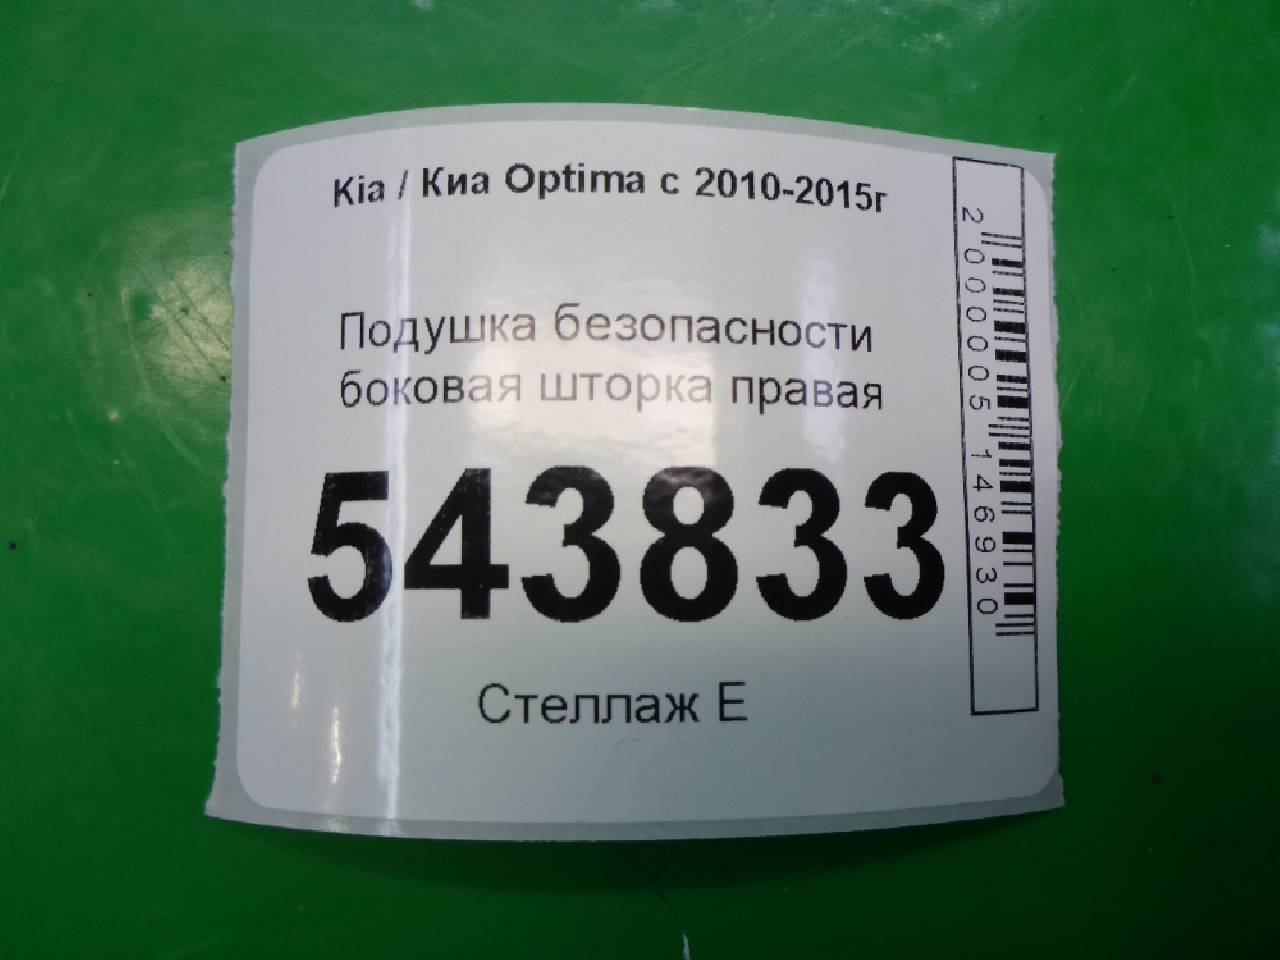 Kia / Киа Optima с 2010-2015г
Подушка безопасности
боковая шторка правая
543833
Стеллаж Е
2000005146930